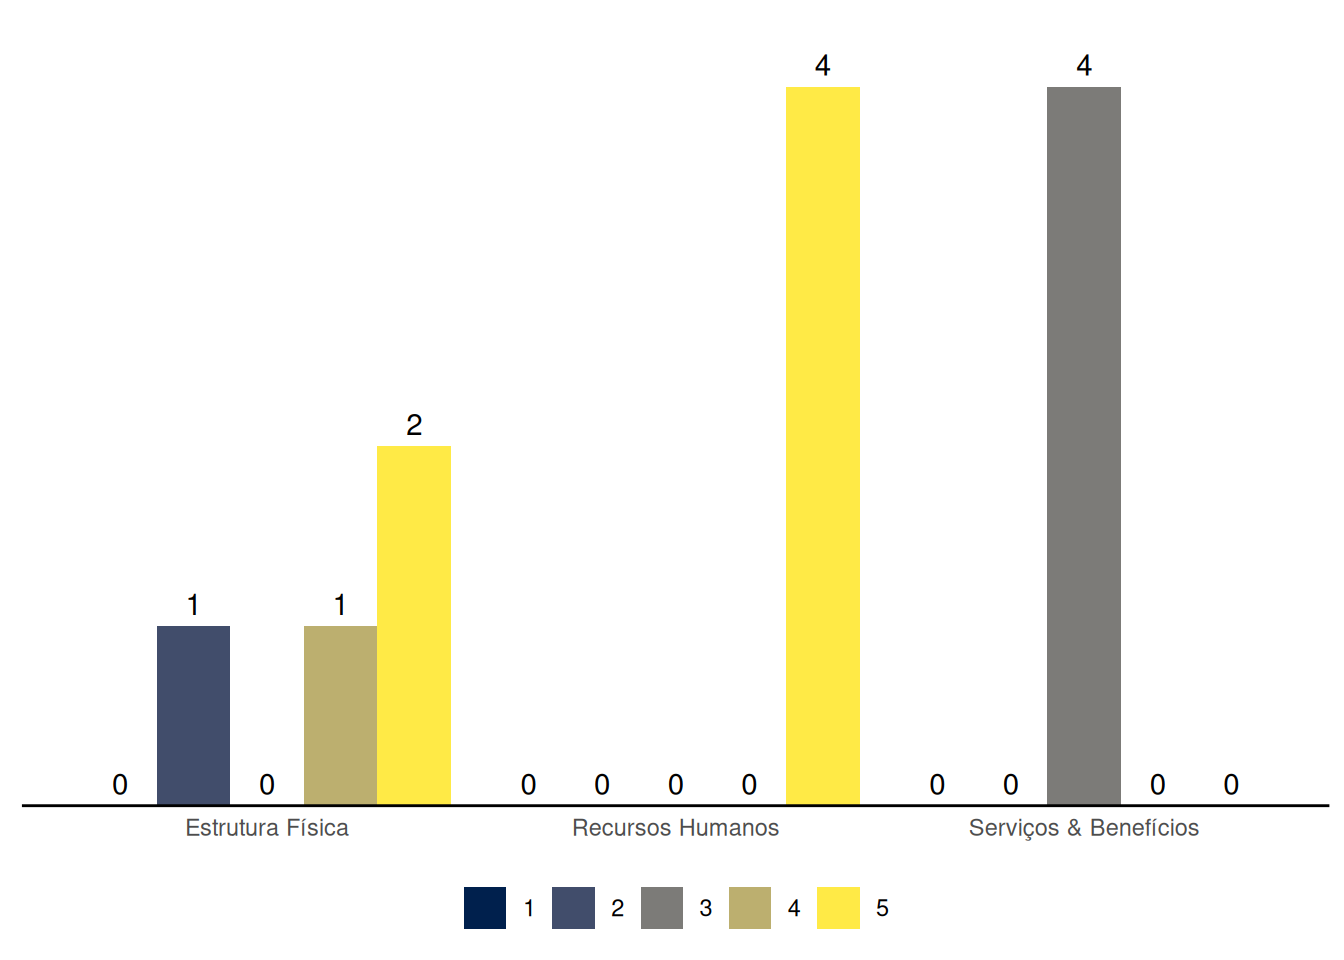 4 4
2
1 1
0 0 0 0 0 0 0 0 0 0
Estrutura Física Recursos Humanos Serviços & Benefícios
1 2 3 4 5